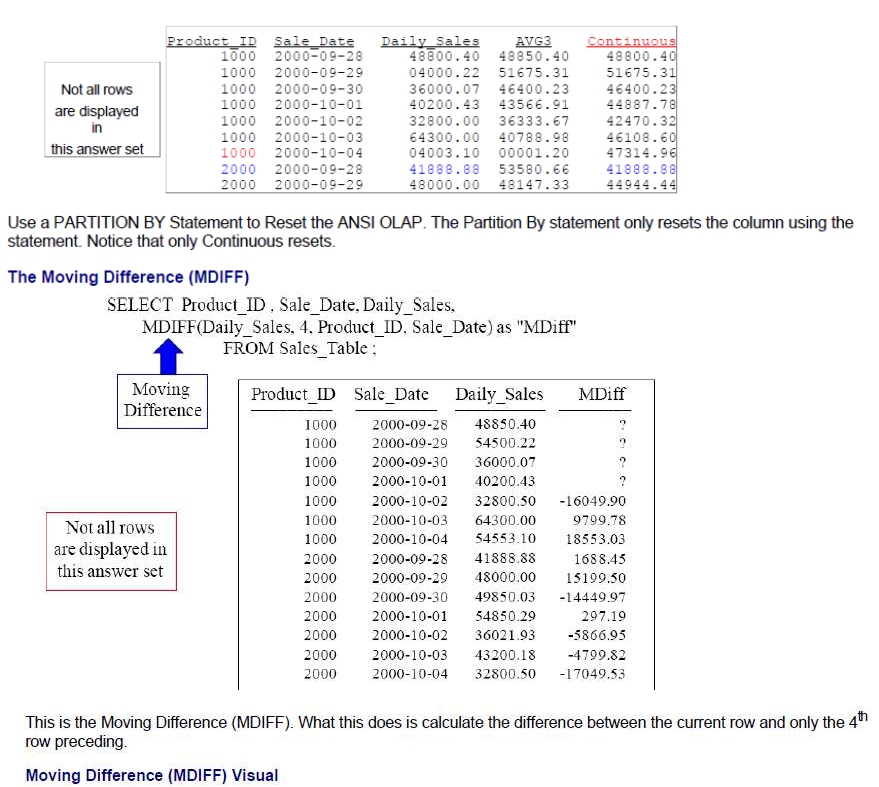 Product_ID Sale_Date Daily_Sales AVG3 Continuous
1000 2000-09-28 48800.40 48850.40 48800.40
1000 2000-09-29 04000.22 51675.31 51675.31
1000 2000-09-30 36000.07 46400.23 46400.23
1000 2000-10-01 40200.43 43566.91 44887.78
1000 2000-10-02 32800.00 36333.67 42470.32
1000 2000-10-03 64300.00 40788.98 46108.60
1000 2000-10-04 04003.10 00001.20 47314.96
2000 2000-09-28 41888.88 53580.66 41888.88
2000 2000-09-29 48000.00 48147.33 44944.44
Not all rows
are displayed
in
this answer set
Use a PARTITION BY Statement to Reset the ANSI OLAP. The Partition By statement only resets the column using the
statement. Notice that only Continuous resets.
The Moving Difference (MDIFF)
SELECT Product_ID , Sale_Date, Daily_Sales,
MDIFF(Daily_Sales, 4, Product_ID, Sale_Date) as "MDiff"
FROM Sales_Table ;
Moving
Difference
Product_ID Sale_Date Daily_Sales MDiff
1000 2000-09-28 48850.40 ?
1000 2000-09-29 54500.22 ?
1000 2000-09-30 36000.07 ?
1000 2000-10-01 40200.43 ?
1000 2000-10-02 32800.50 -16049.90
1000 2000-10-03 64300.00 9799.78
1000 2000-10-04 54553.10 18553.03
2000 2000-09-28 41888.88 1688.45
2000 2000-09-29 48000.00 15199.50
2000 2000-09-30 49850.03 -14449.97
2000 2000-10-01 54850.29 297.19
2000 2000-10-02 36021.93 -5866.95
2000 2000-10-03 43200.18 -4799.82
2000 2000-10-04 32800.50 -17049.53
Not all rows
are displayed in
this answer set
This is the Moving Difference (MDIFF). What this does is calculate the difference between the current row and only the 4th
row preceding.
Moving Difference (MDIFF) Visual